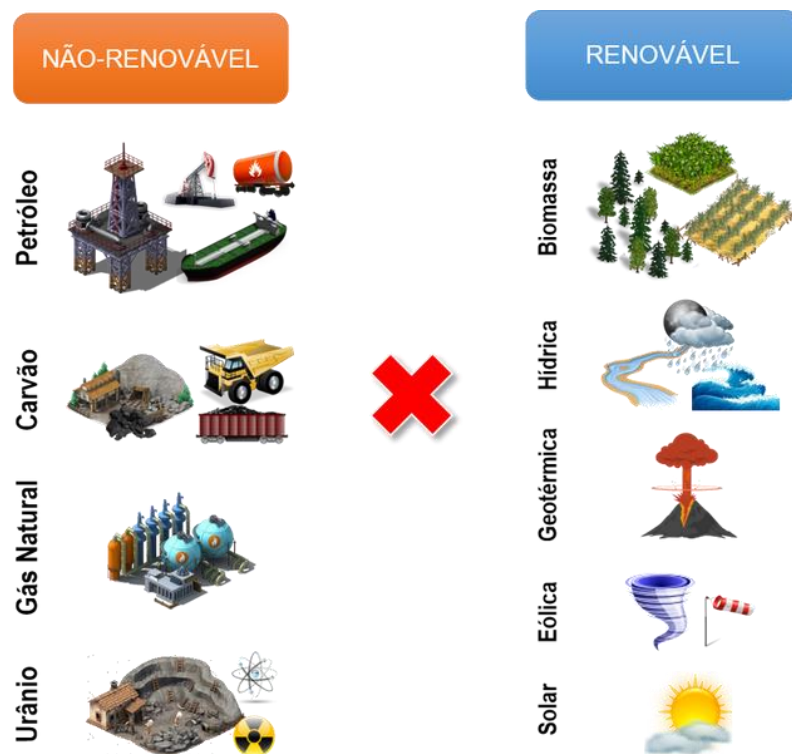 NÃO-RENOVÁVEL
RENOVÁVEL
Petróleo
Carvão
Gás Natural
Urânio
Biomassa
Hídrica
Geotérmica
Eólica
Solar